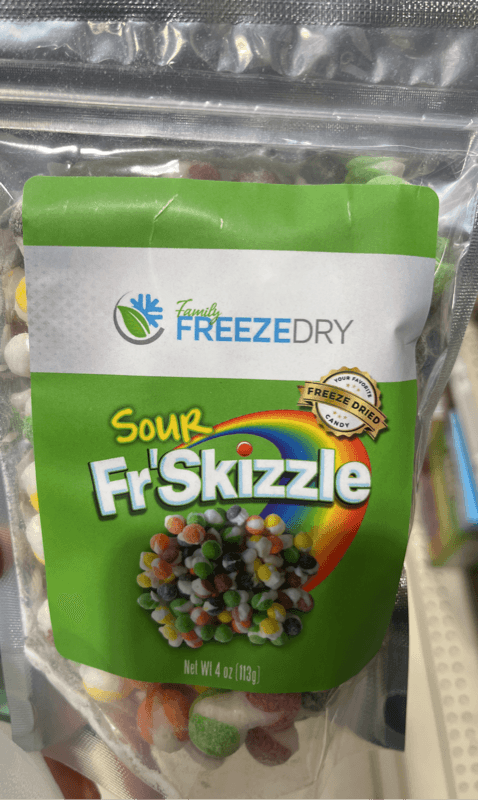 Family
FREEZEDRY
YOUR FAVORITE
FREEZE DRIED
CANDY
Sour
Fr'Skizzle
Net Wt 4 oz (113g)